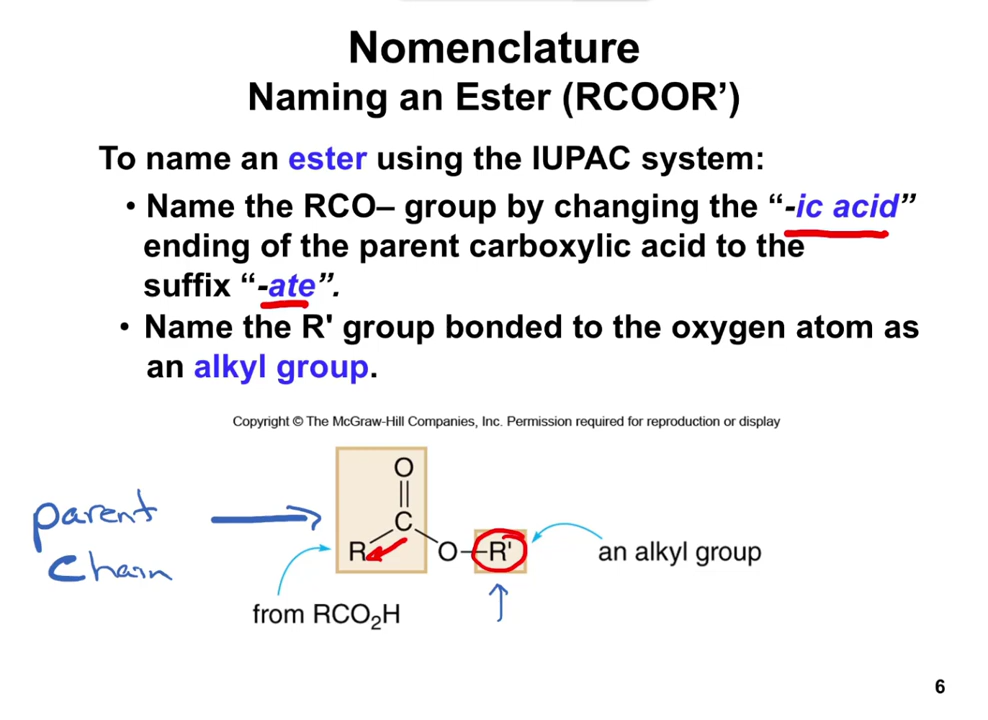 Nomenclature
Naming an Ester (RCOOR’)
To name an ester using the IUPAC system:
• Name the RCO– group by changing the “-ic acid”
ending of the parent carboxylic acid to the
suffix “-ate”.
• Name the R' group bonded to the oxygen atom as
an alkyl group.
Copyright © The McGraw-Hill Companies, Inc. Permission required for reproduction or display
O
parent
C
chain
R
O
R'
an alkyl group
from RCO₂H
6